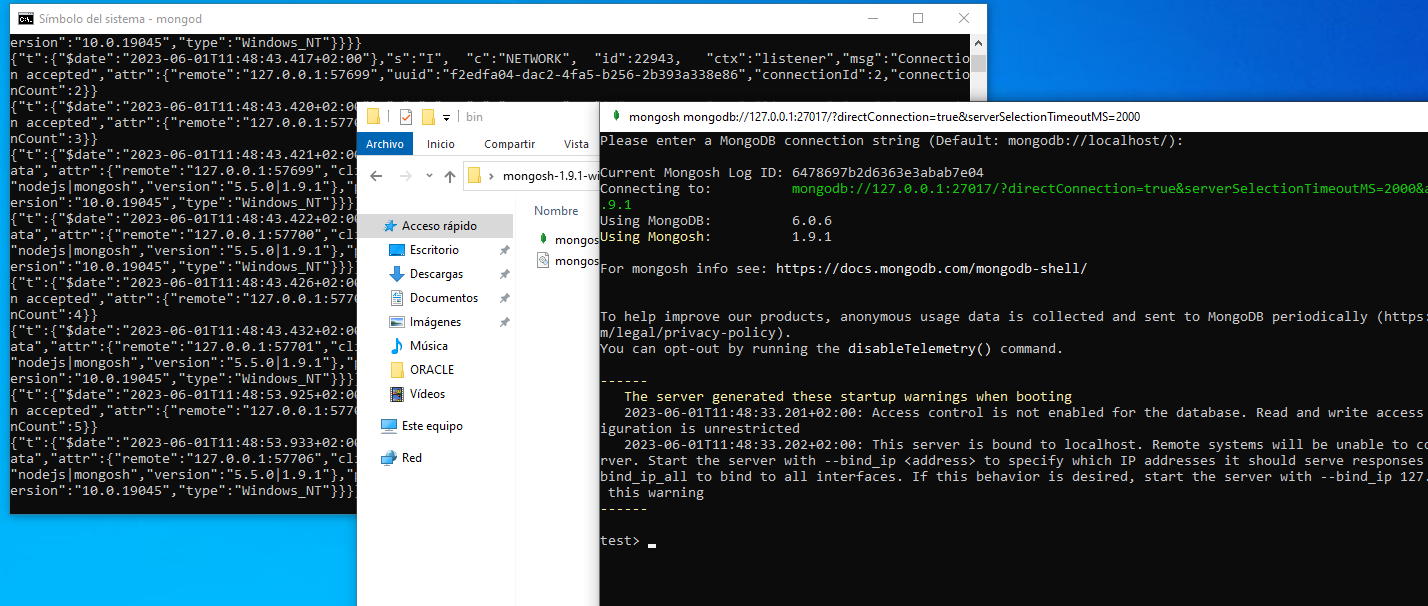 Símbolo del sistema - mongod
ersion":"10.0.19045","type":"Windows_NT"}}}}
{"t":{"$date":"2023-06-01T11:48:43.417+02:00"},"s":"I", "c":"NETWORK", "id":22943, "ctx":"listener","msg":"Connectio
n accepted","attr":{"remote":"127.0.0.1:57699","uuid":"f2edfa04-dac2-4fa5-b256-2b393a338e86","connectionId":2,"connectio
nCount":2}}
{"t":{"$date":"2023-06-01T11:48:43.420+02:00
n accepted","attr":{"remote":"127.0.0.1:5770
nCount":3}}
{"t":{"$date":"2023-06-01T11:48:43.421+02:00
ata","attr":{"remote":"127.0.0.1:57699","cli
"nodejs|mongosh","version":"5.5.0|1.9.1"},"p
ersion":"10.0.19045","type":"Windows_NT"}}}}
{"t":{"$date":"2023-06-01T11:48:43.422+02:00
ata","attr":{"remote":"127.0.0.1:57700","cli
"nodejs|mongosh","version":"5.5.0|1.9.1"},"p
ersion":"10.0.19045","type":"Windows_NT"}}}}
{"t":{"$date":"2023-06-01T11:48:43.426+02:00
n accepted","attr":{"remote":"127.0.0.1:5770
nCount":4}}
{"t":{"$date":"2023-06-01T11:48:43.432+02:00
ata","attr":{"remote":"127.0.0.1:57701","cli
"nodejs|mongosh","version":"5.5.0|1.9.1"},"p
ersion":"10.0.19045","type":"Windows_NT"}}}}
{"t":{"$date":"2023-06-01T11:48:53.925+02:00
n accepted","attr":{"remote":"127.0.0.1:5770
nCount":5}}
{"t":{"$date":"2023-06-01T11:48:53.933+02:00
ata","attr":{"remote":"127.0.0.1:57706","cli
"nodejs|mongosh","version":"5.5.0|1.9.1"},"p
ersion":"10.0.19045","type":"Windows_NT"}}}}
bin
Archivo Inicio Compartir Vista
mongosh-1.9.1-wi
Nombre
Acceso rápido
Escritorio
Descargas
Documentos
Imágenes
Música
ORACLE
Vídeos
Este equipo
Red
mongos
mongos
mongosh mongodb://127.0.0.1:27017/?directConnection=true&serverSelectionTimeoutMS=2000
Please enter a MongoDB connection string (Default: mongodb://localhost/):
Current Mongosh Log ID: 6478697b2d6363e3abab7e04
Connecting to: mongodb://127.0.0.1:27017/?directConnection=true&serverSelectionTimeoutMS=2000&a
.9.1
Using MongoDB: 6.0.6
Using Mongosh: 1.9.1
For mongosh info see: https://docs.mongodb.com/mongodb-shell/
To help improve our products, anonymous usage data is collected and sent to MongoDB periodically (https:
m/legal/privacy-policy).
You can opt-out by running the disableTelemetry() command.
------
The server generated these startup warnings when booting
2023-06-01T11:48:33.201+02:00: Access control is not enabled for the database. Read and write access
iguration is unrestricted
2023-06-01T11:48:33.202+02:00: This server is bound to localhost. Remote systems will be unable to co
rver. Start the server with --bind_ip <address> to specify which IP addresses it should serve responses
bind_ip_all to bind to all interfaces. If this behavior is desired, start the server with --bind_ip 127.
this warning
------
test>